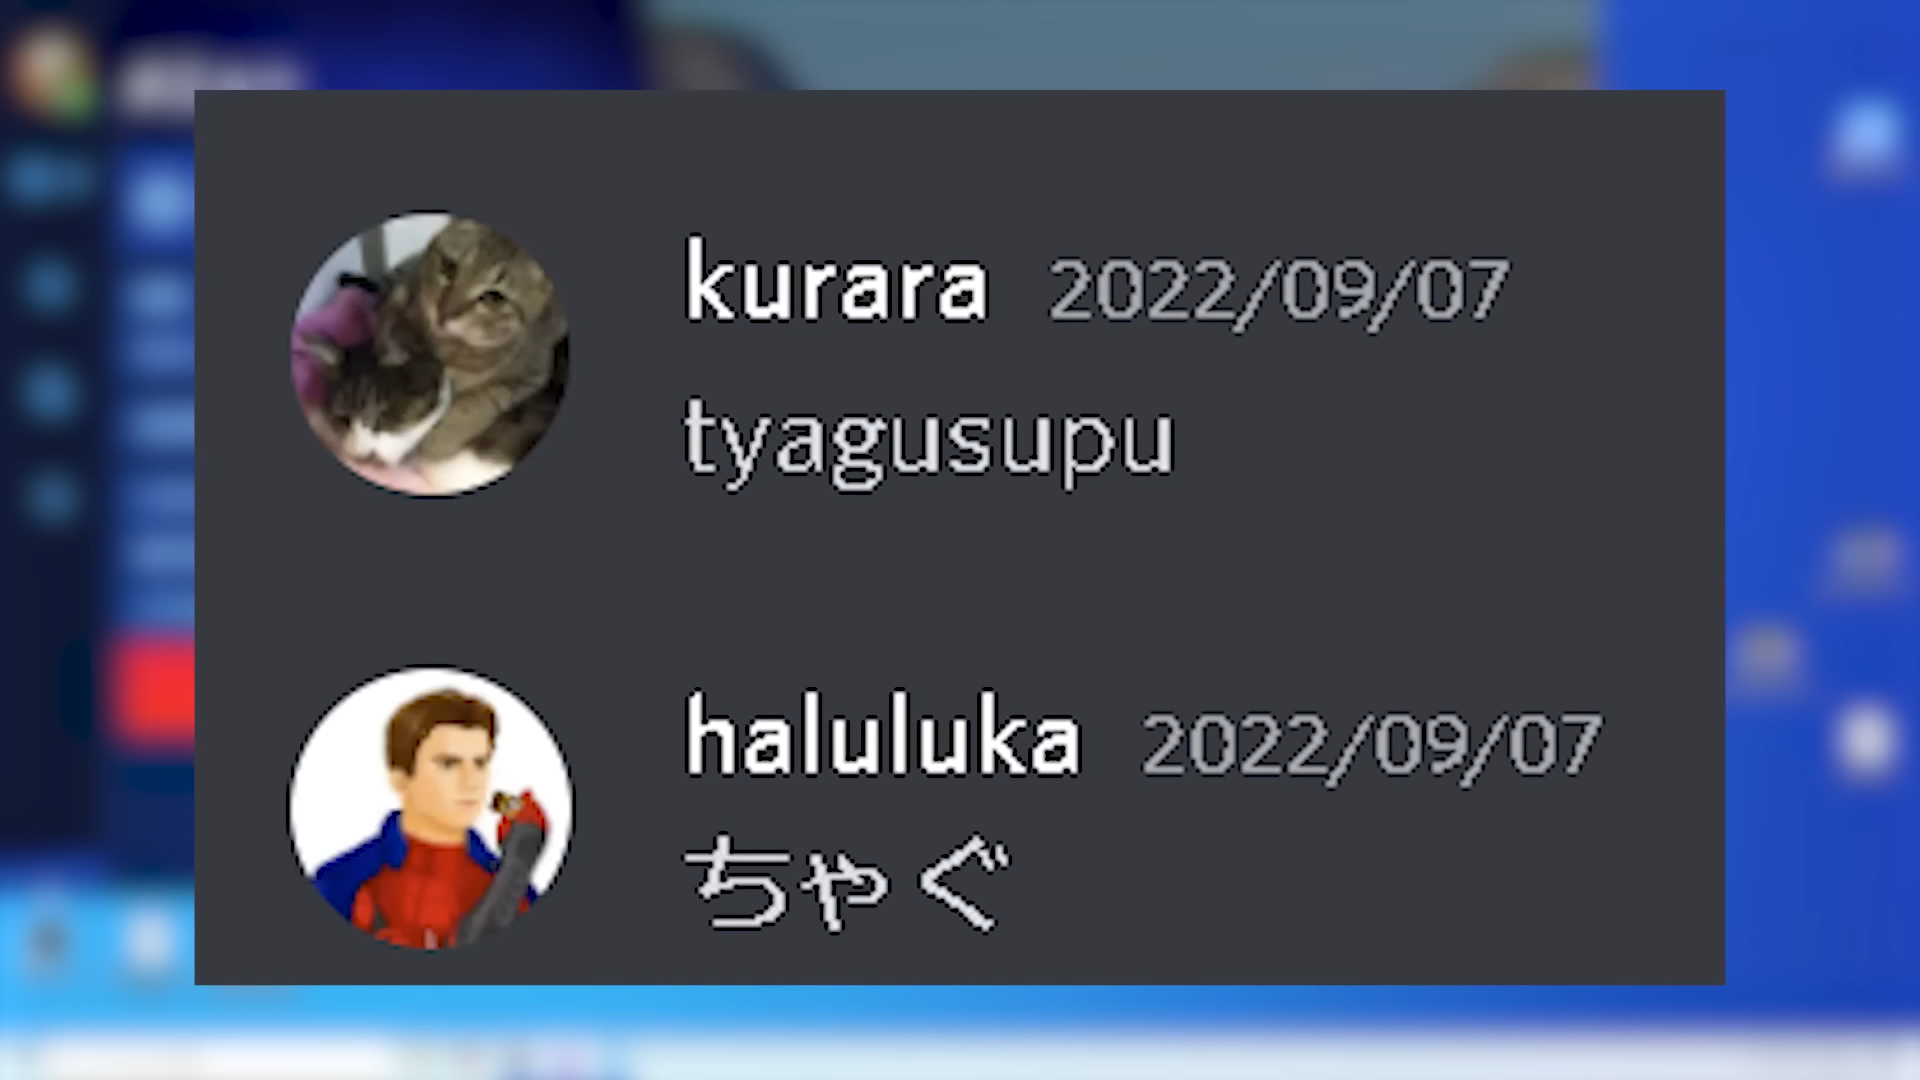 kurara 2022/09/07
tyagusupu
haluluka 2022/09/07
ちゃぐ